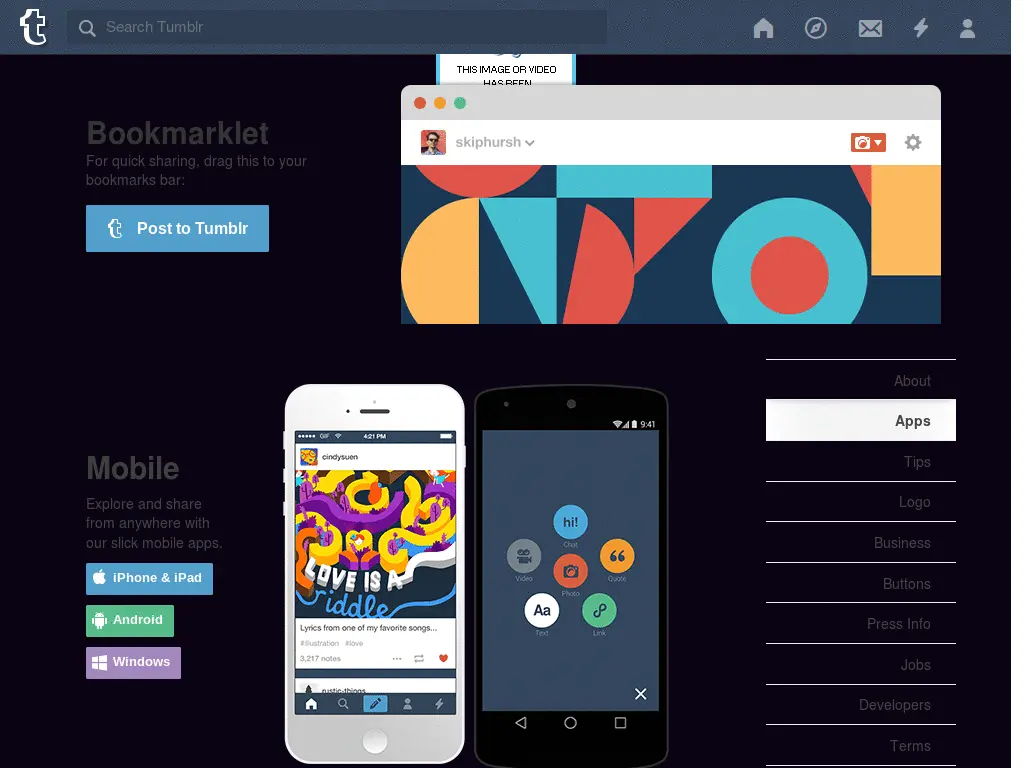 Search Tumblr
THIS IMAGE OR VIDEO
HAS BEEN
Bookmarklet
For quick sharing, drag this to your
bookmarks bar:
Post to Tumblr
skiphursh
About
Apps
Tips
Logo
Business
Buttons
Press Info
Jobs
Developers
Terms
Mobile
Explore and share
from anywhere with
our slick mobile apps.
iPhone & iPad
Android
Windows
GIF
4:21 PM
cindysuen
LOVE IS A
riddle
Lyrics from one of my favorite songs...
#illustration #love
3,217 notes
rustic-things
9:41
hi!
Chat
Video
Quote
Photo
Aa
Text
Link